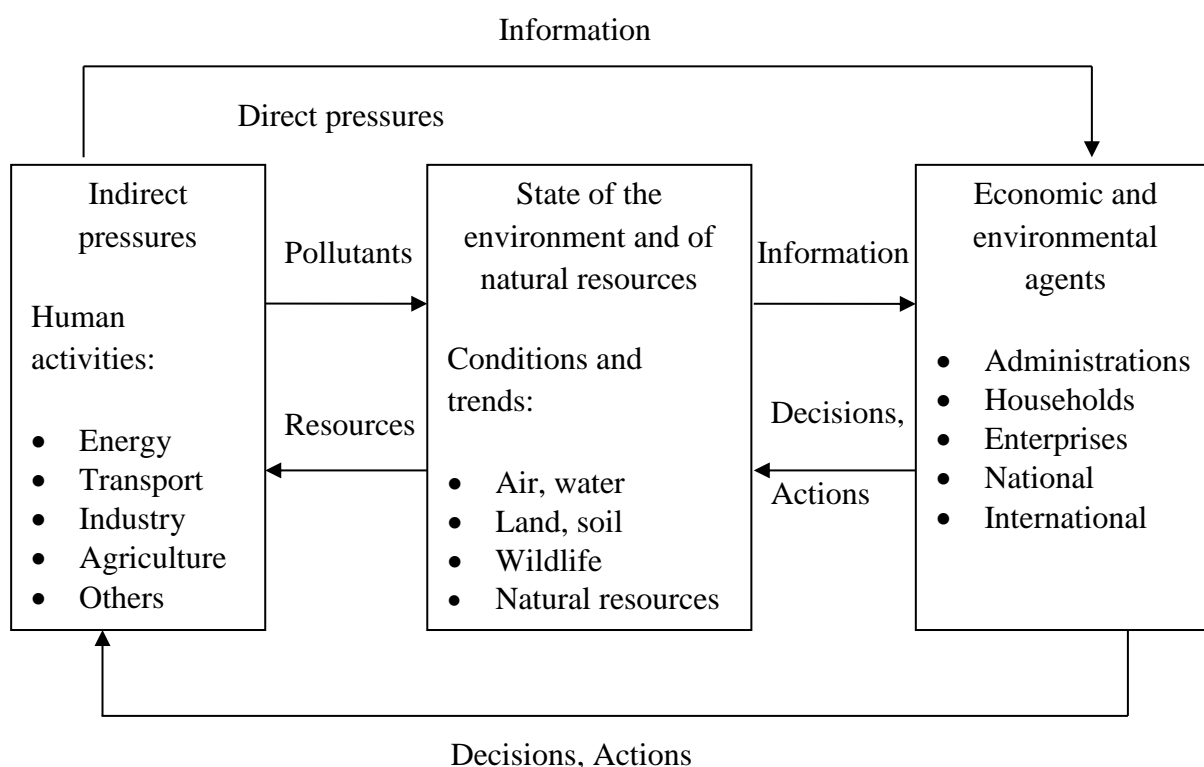 Information
Direct pressures
Indirect
pressures
Human
activities:
• Energy
• Transport
• Industry
• Agriculture
• Others
Pollutants
Resources
State of the
environment and of
natural resources
Conditions and
trends:
• Air, water
• Land, soil
• Wildlife
• Natural resources
Information
Decisions,
Actions
Economic and
environmental
agents
• Administrations
• Households
• Enterprises
• National
• International
Decisions, Actions